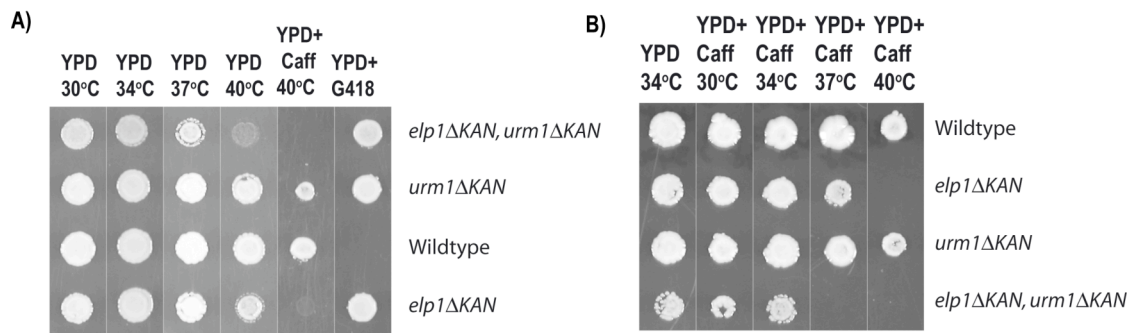 A)
YPD 30°C
YPD 34°C
YPD 37°C
YPD 40°C
YPD+ Caff 40°C
YPD+ G418
elp1ΔKAN, urm1ΔKAN
urm1ΔKAN
Wildtype
elp1ΔKAN
B)
YPD 34°C
YPD+ Caff 30°C
YPD+ Caff 34°C
YPD+ Caff 37°C
YPD+ Caff 40°C
Wildtype
elp1ΔKAN
urm1ΔKAN
elp1ΔKAN, urm1ΔKAN